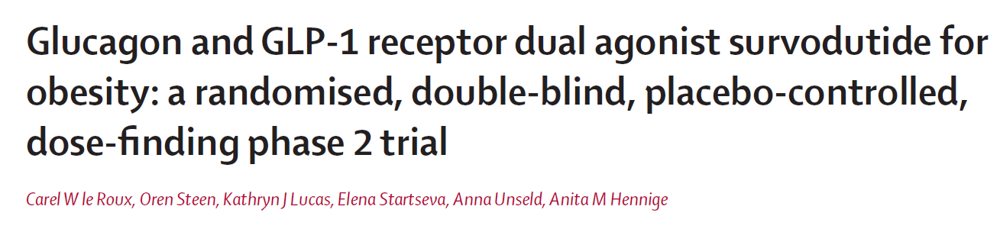 Glucagon and GLP-1 receptor dual agonist survodutide for
obesity: a randomised, double-blind, placebo-controlled,
dose-finding phase 2 trial
Carel W le Roux, Oren Steen, Kathryn J Lucas, Elena Startseva, Anna Unseld, Anita M Hennige